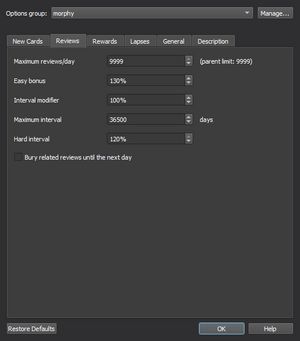 Options group: morphy Manage...
New Cards Reviews Rewards Lapses General Description
Maximum reviews/day 9999 (parent limit: 9999)
Easy bonus 130%
Interval modifier 100%
Maximum interval 36500 days
Hard interval 120%
Bury related reviews until the next day
Restore Defaults OK Help